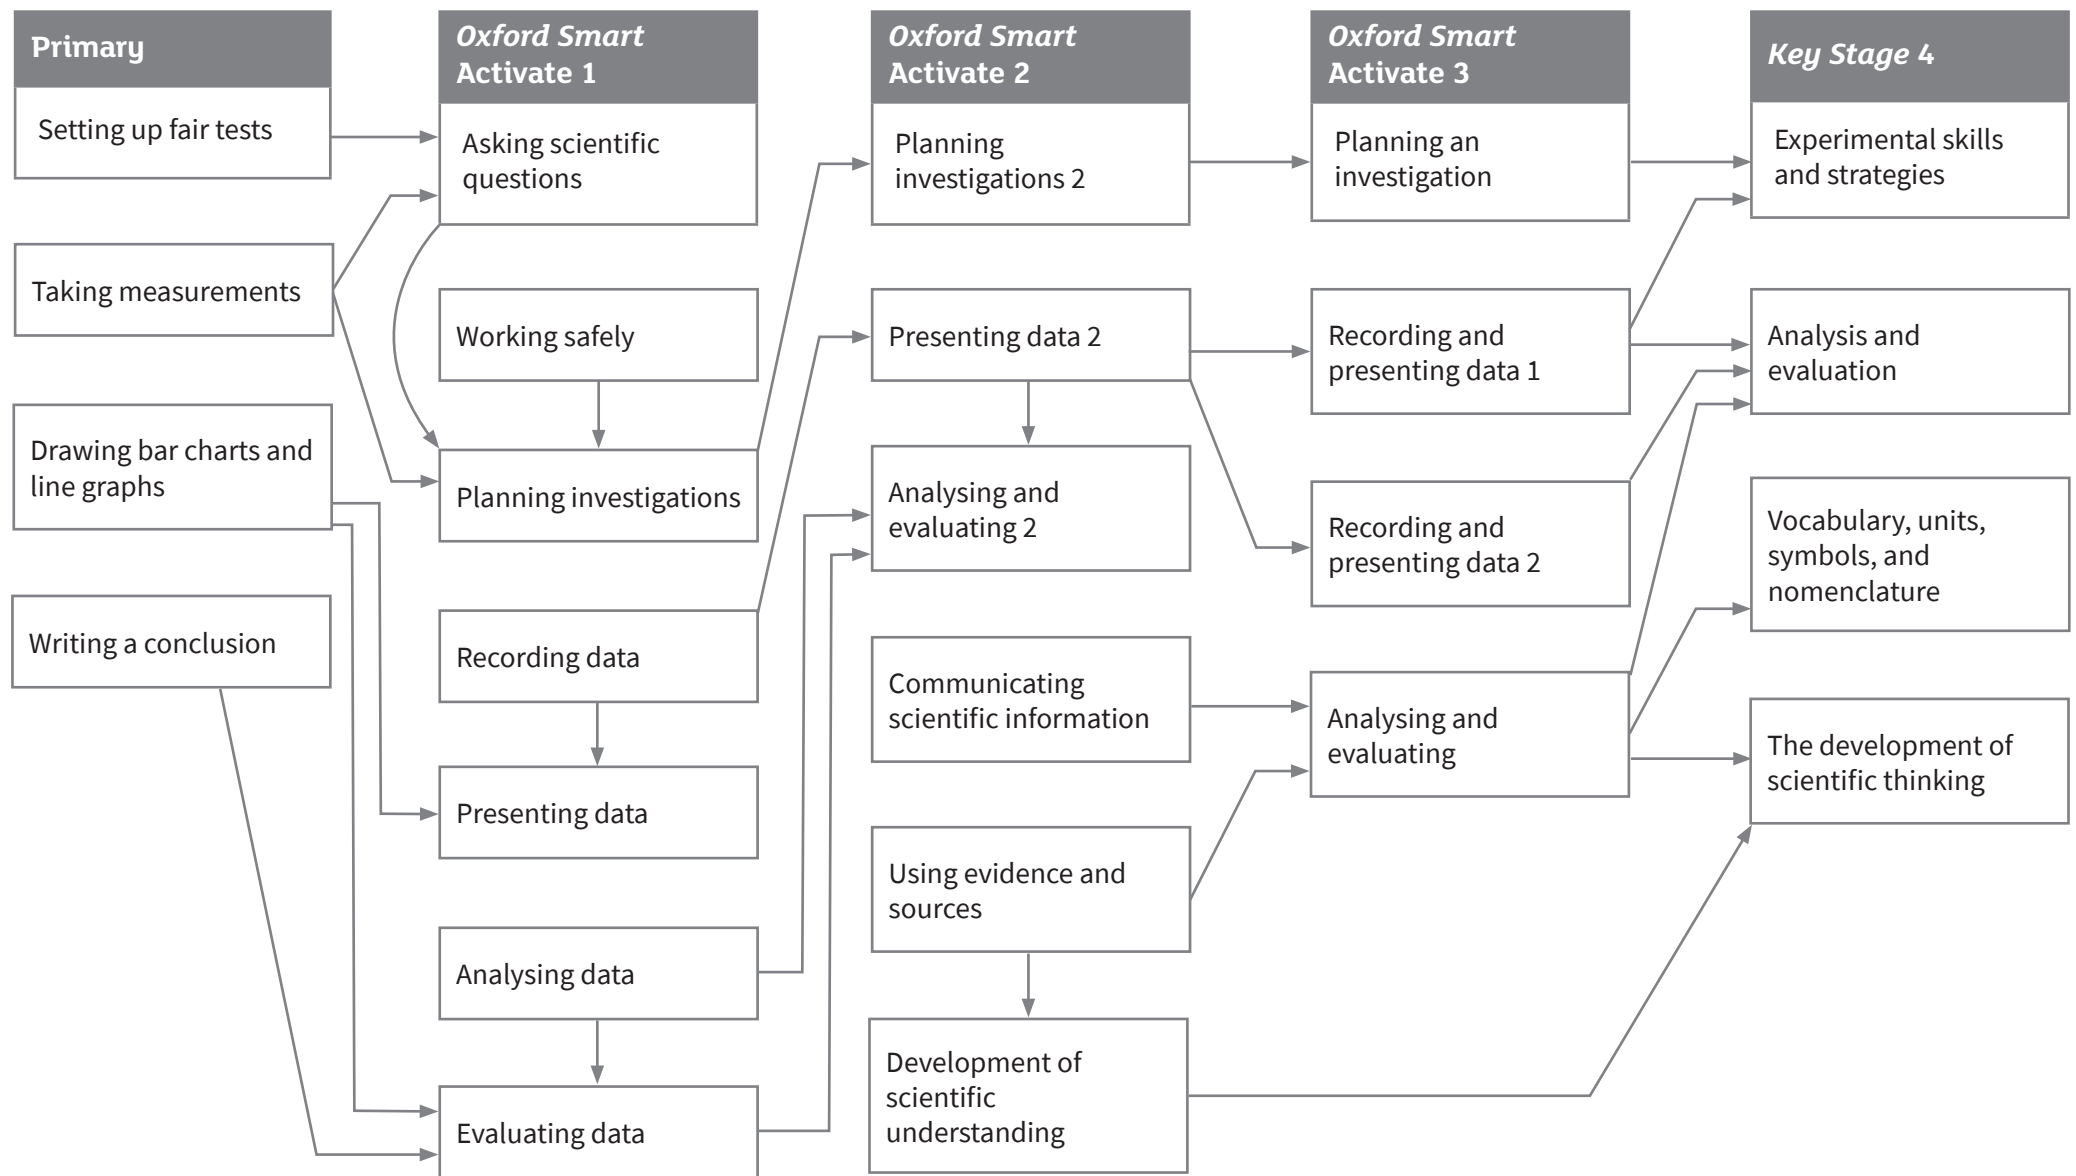 Primary
Setting up fair tests
Taking measurements
Drawing bar charts and
line graphs
Writing a conclusion
Oxford Smart
Activate 1
Asking scientific
questions
Working safely
Planning investigations
Recording data
Presenting data
Analysing data
Evaluating data
Oxford Smart
Activate 2
Planning
investigations 2
Presenting data 2
Analysing and
evaluating 2
Communicating
scientific information
Using evidence and
sources
Development of
scientific
understanding
Oxford Smart
Activate 3
Planning an
investigation
Recording and
presenting data 1
Recording and
presenting data 2
Analysing and
evaluating
Key Stage 4
Experimental skills
and strategies
Analysis and
evaluation
Vocabulary, units,
symbols, and
nomenclature
The development of
scientific thinking